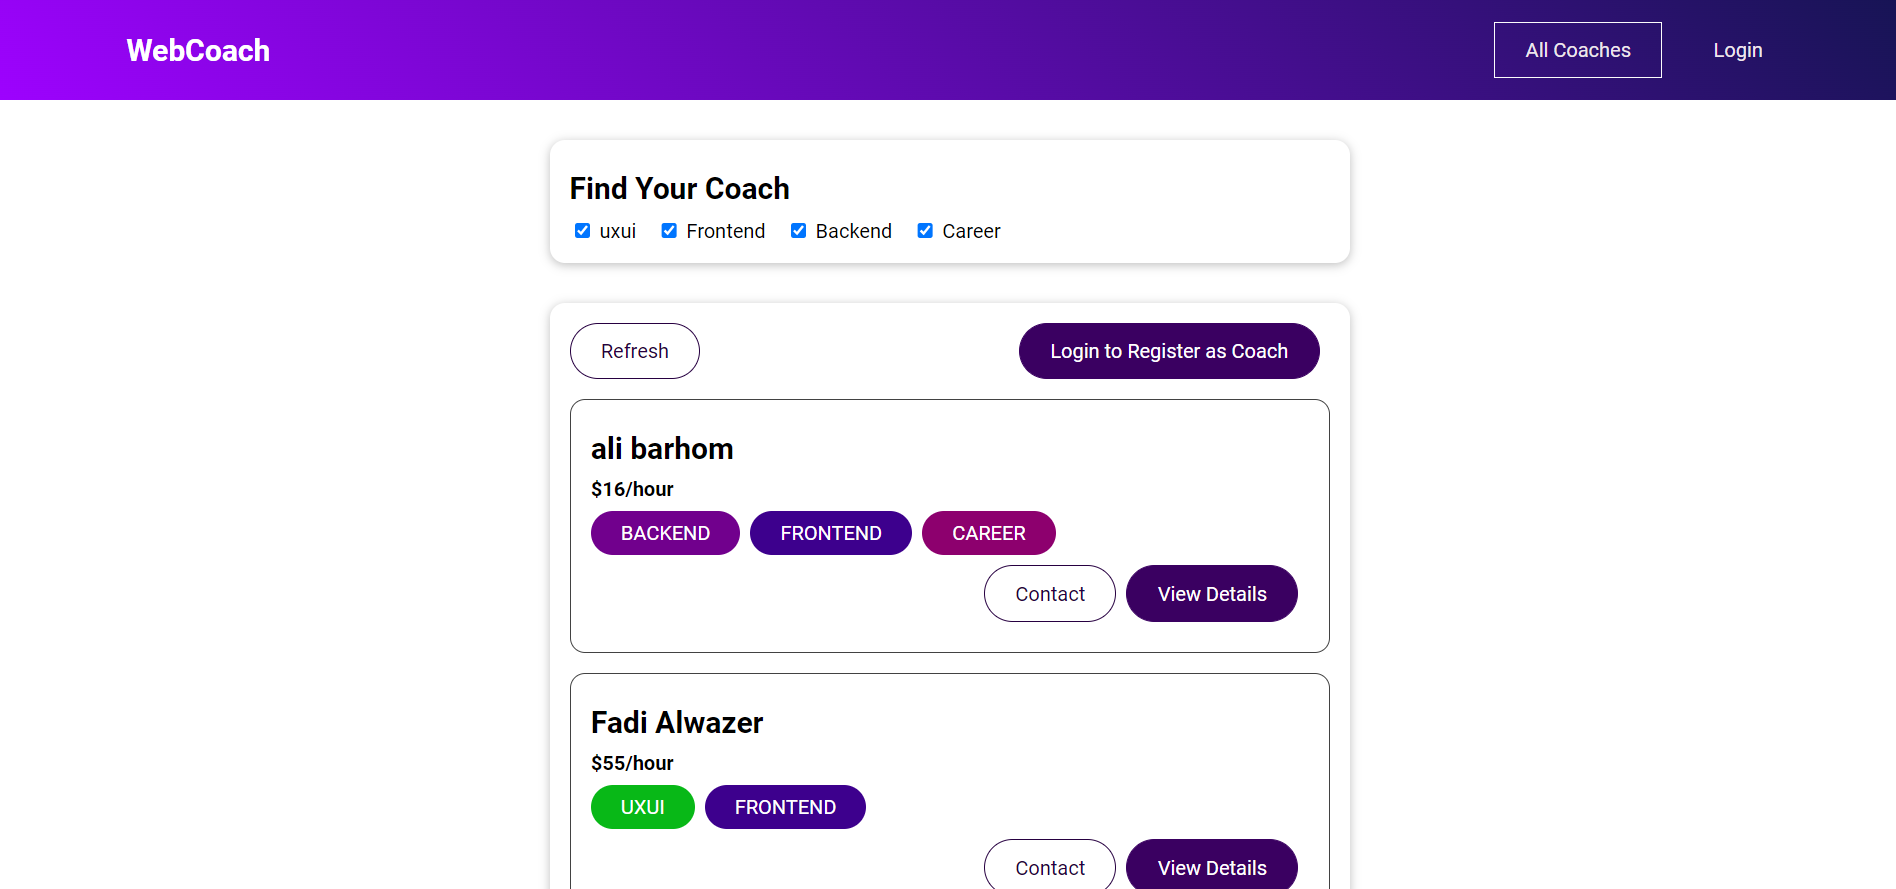 WebCoach All Coaches Login
Find Your Coach
uxui Frontend Backend Career
Refresh Login to Register as Coach
ali barhom
$16/hour
BACKEND FRONTEND CAREER
Contact View Details
Fadi Alwazer
$55/hour
UXUI FRONTEND
Contact View Details